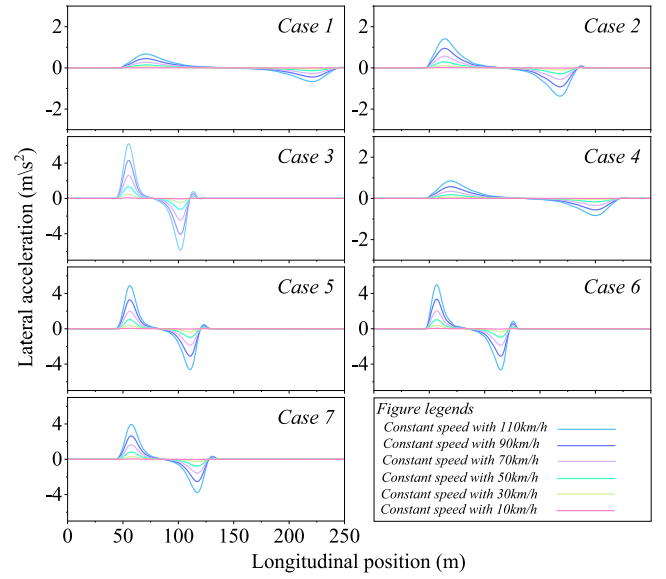 Case 1
Case 2
2
0
-2
Case 3
Case 4
4
0
-4
2
0
-2
Case 5
Case 6
4
0
-4
4
0
-4
Case 7
4
0
-4
Lateral acceleration (m\s²)
Figure legends
Constant speed with 110km/h
Constant speed with 90km/h
Constant speed with 70km/h
Constant speed with 50km/h
Constant speed with 30km/h
Constant speed with 10km/h
0 50 100 150 200 250
Longitudinal position (m)
2
0
-2